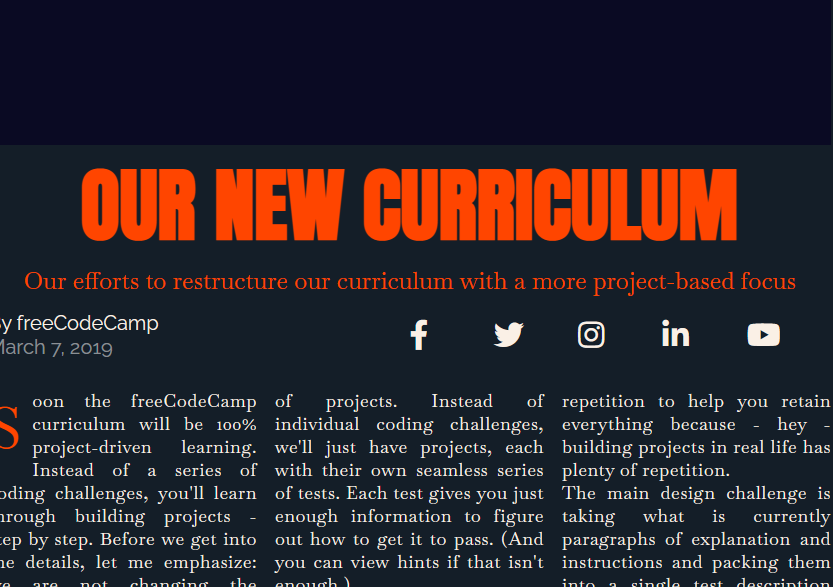 OUR NEW CURRICULUM
Our efforts to restructure our curriculum with a more project-based focus
By freeCodeCamp
March 7, 2019
Soon the freeCodeCamp
curriculum will be 100%
project-driven learning.
Instead of a series of
coding challenges, you'll learn
through building projects -
step by step. Before we get into
the details, let me emphasize:
we are not changing the
of projects. Instead of
individual coding challenges,
we'll just have projects, each
with their own seamless series
of tests. Each test gives you just
enough information to figure
out how to get it to pass. (And
you can view hints if that isn't
enough.)
repetition to help you retain
everything because - hey -
building projects in real life has
plenty of repetition.
The main design challenge is
taking what is currently
paragraphs of explanation and
instructions and packing them
into a single test description